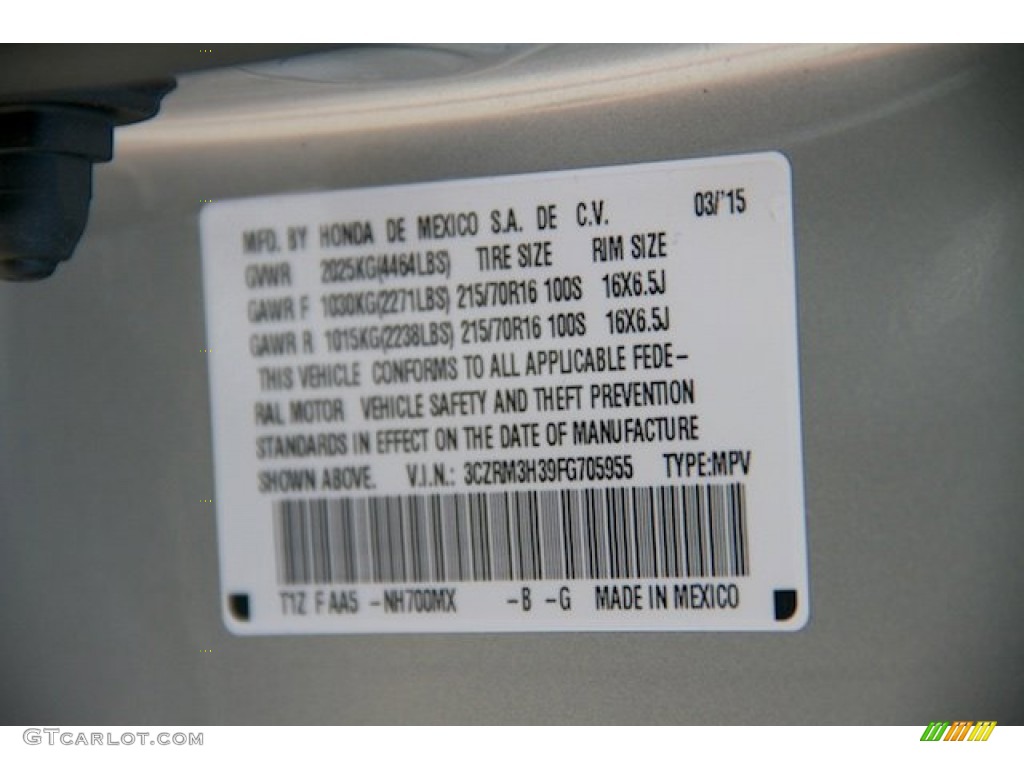 MFD. BY HONDA DE MEXICO S.A. DE C.V. 03/'15
GVWR 2025KG(4464LBS) TIRE SIZE RIM SIZE
GAWR F 1030KG(2271LBS) 215/70R16 100S 16X6.5J
GAWR R 1015KG(2238LBS) 215/70R16 100S 16X6.5J
THIS VEHICLE CONFORMS TO ALL APPLICABLE FEDE-
RAL MOTOR VEHICLE SAFETY AND THEFT PREVENTION
STANDARDS IN EFFECT ON THE DATE OF MANUFACTURE
SHOWN ABOVE. V.I.N.: 3CZRM3H39FG705955 TYPE:MPV
T1Z F AA5 -NH700MX -B -G MADE IN MEXICO
GTCARLOT.COM